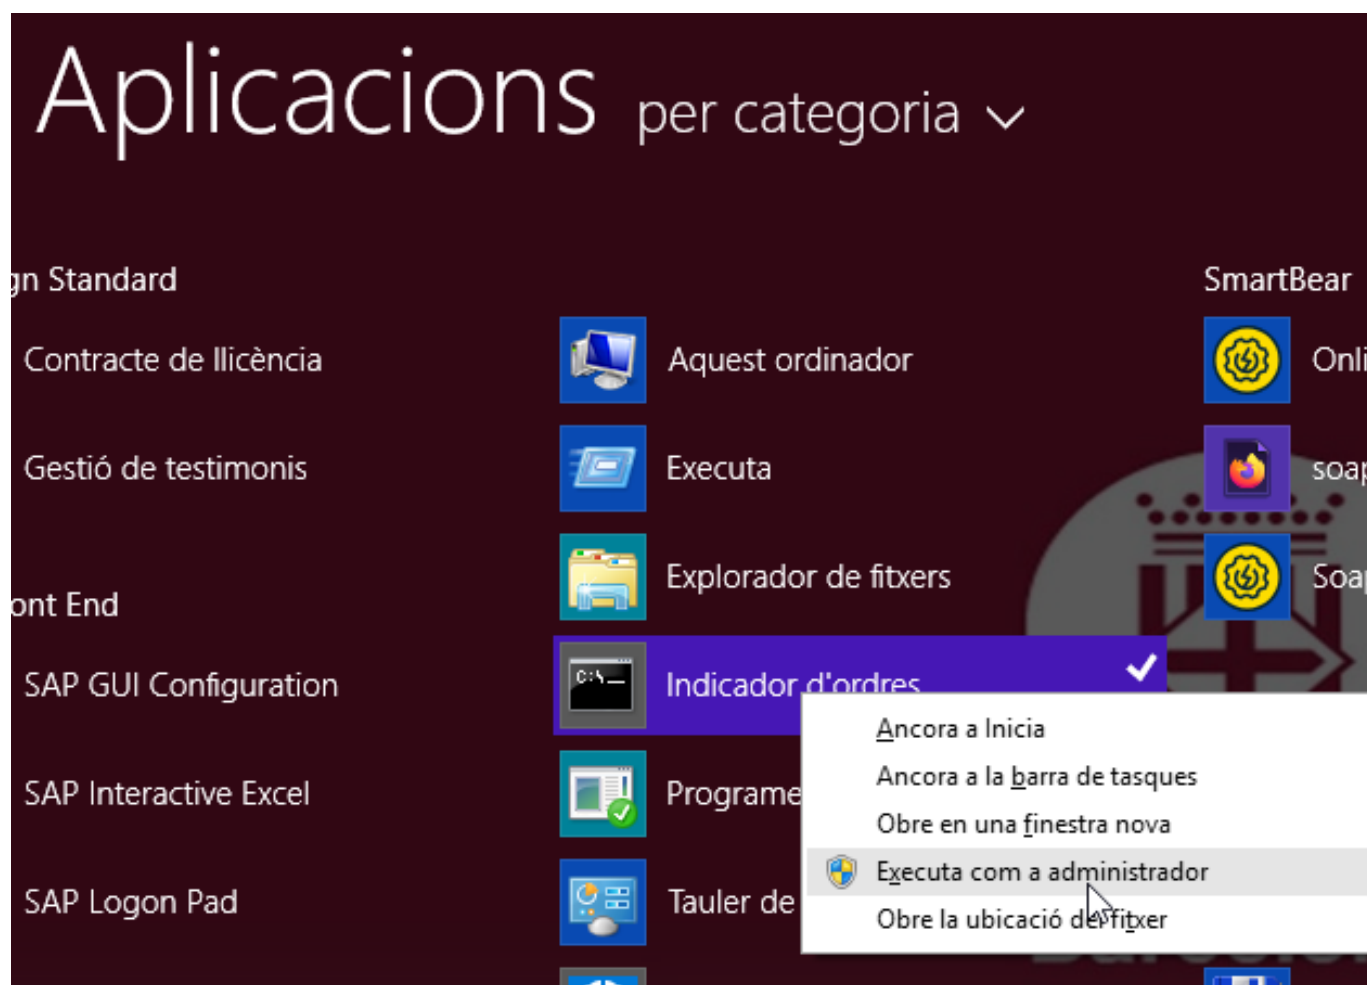 Aplicacions per categoria
gn Standard
Contracte de llicència
Gestió de testimonis
ont End
SAP GUI Configuration
SAP Interactive Excel
SAP Logon Pad
Aquest ordinador
Executa
Explorador de fitxers
C:\_
Indicador d'ordres
Programe
Tauler de
Ancora a Inicia
Ancora a la barra de tasques
Obre en una finestra nova
Executa com a administrador
Obre la ubicació del fitxer
SmartBear
Onli
soap
Soap